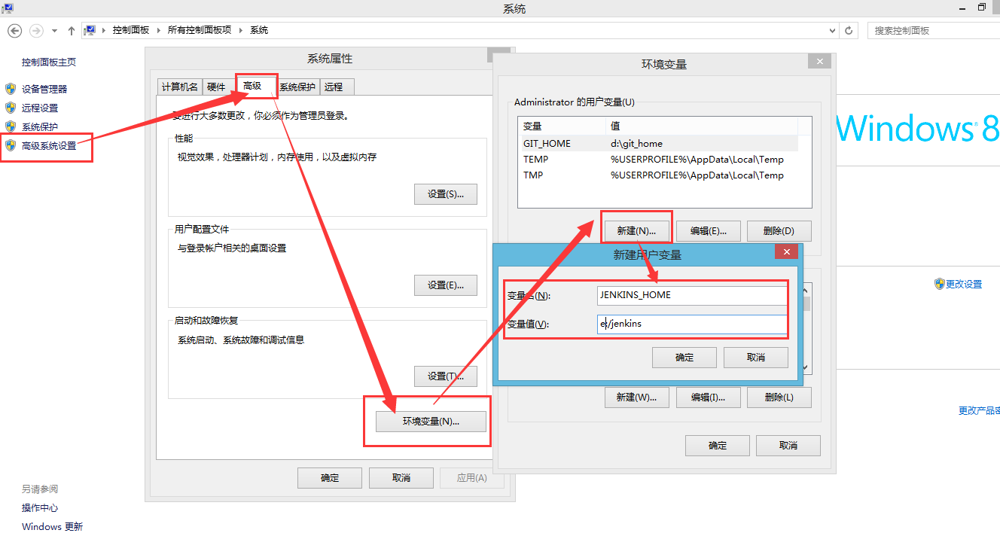 系统
控制面板 所有控制面板项 系统
搜索控制面板
控制面板主页
设备管理器
远程设置
系统保护
高级系统设置
另请参阅
操作中心
Windows 更新
系统属性
计算机名 硬件 高级 系统保护 远程
要进行大多数更改，你必须作为管理员登录。
性能
视觉效果，处理器计划，内存使用，以及虚拟内存
设置(S)...
用户配置文件
与登录帐户相关的桌面设置
设置(E)...
启动和故障恢复
系统启动、系统故障和调试信息
设置(T)...
环境变量(N)...
确定 取消 应用(A)
环境变量
Administrator 的用户变量(U)
变量 值
GIT_HOME d:\git_home
TEMP %USERPROFILE%\AppData\Local\Temp
TMP %USERPROFILE%\AppData\Local\Temp
新建(N)... 编辑(E)... 删除(D)
新建用户变量
变量名(N): JENKINS_HOME
变量值(V): e:/jenkins
确定 取消
新建(W)... 编辑(I)... 删除(L)
确定 取消
Windows 8
更改设置
更改产品密